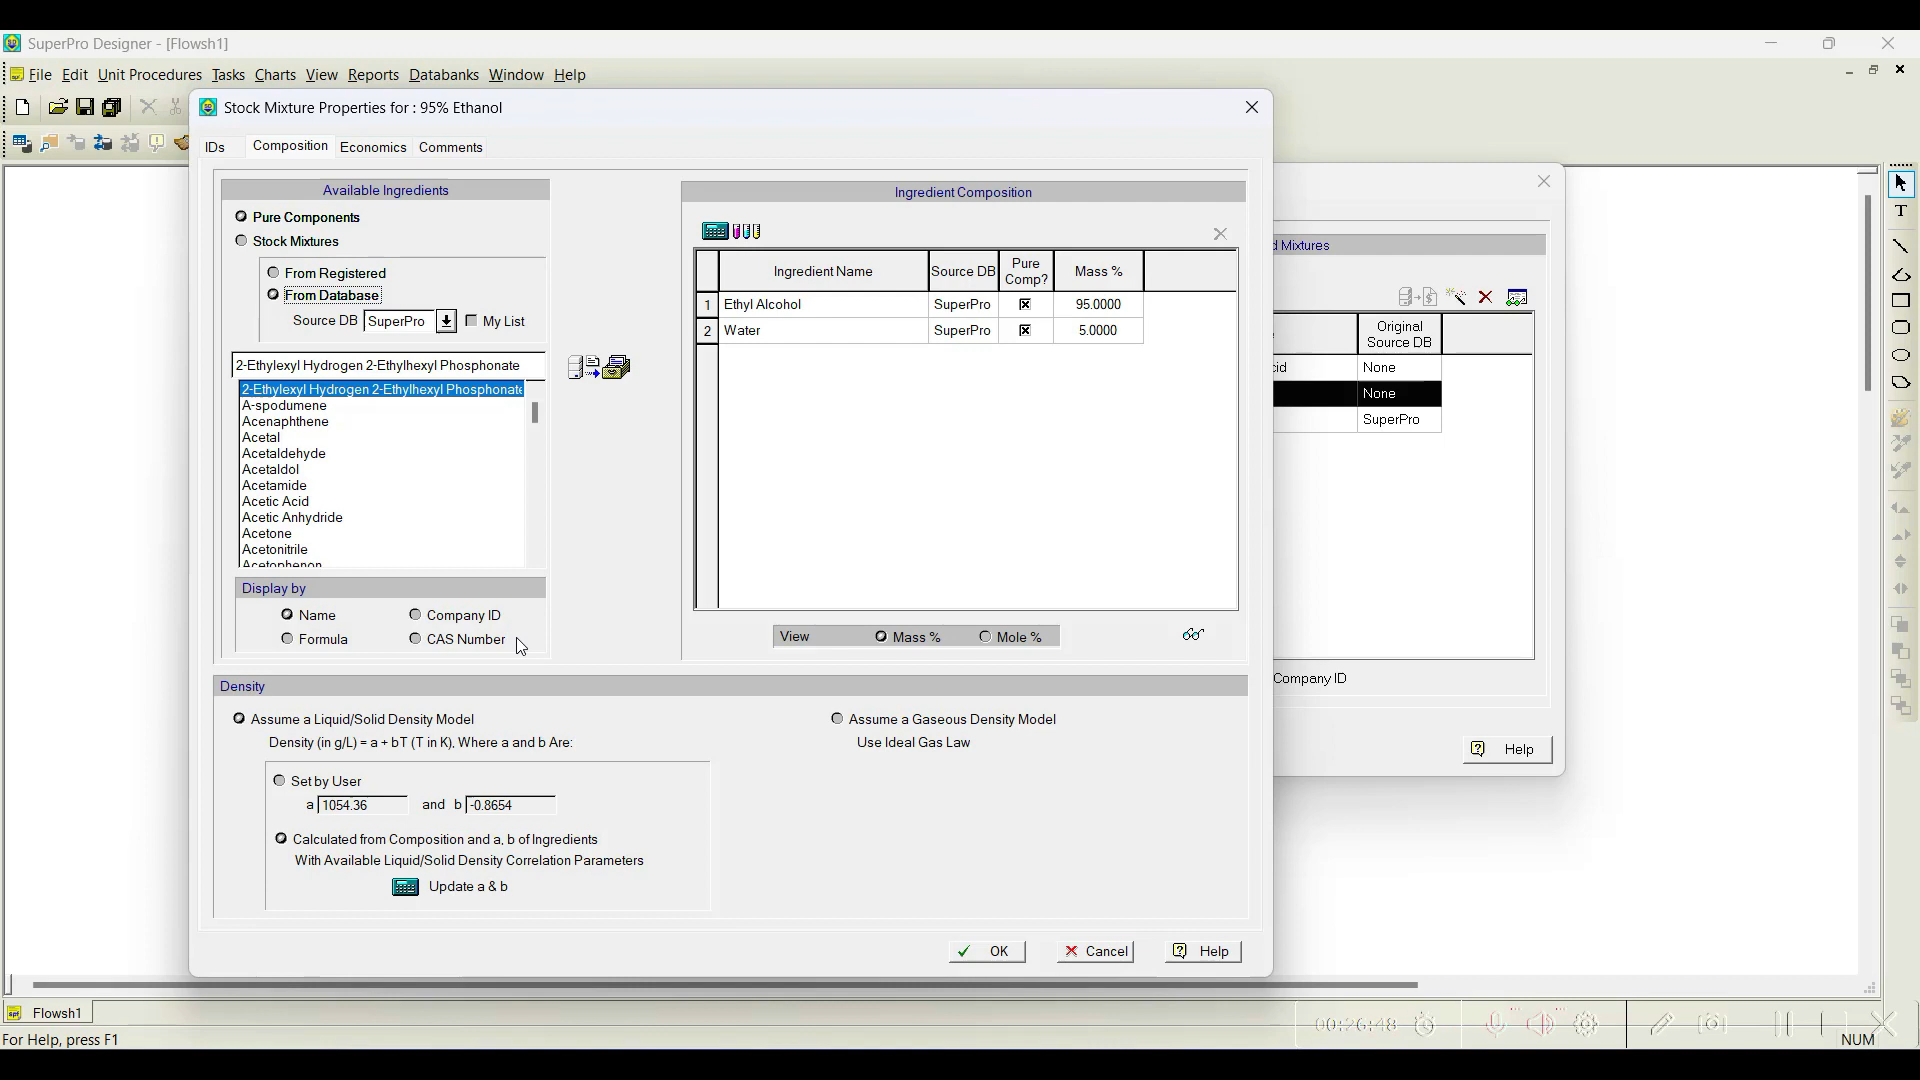 SuperPro Designer - [Flowsh1]
File Edit Unit Procedures Tasks Charts View Reports Databanks Window Help
Stock Mixture Properties for : 95% Ethanol
IDs Composition Economics Comments
Available Ingredients
Pure Components
Stock Mixtures
From Registered
From Database
Source DB SuperPro My List
2-Ethylexyl Hydrogen 2-Ethylhexyl Phosphonate
2-Ethylexyl Hydrogen 2-Ethylhexyl Phosphonate
A-spodumene
Acenaphthene
Acetal
Acetaldehyde
Acetaldol
Acetamide
Acetic Acid
Acetic Anhydride
Acetone
Acetonitrile
Acetophenon
Display by
Name Company ID
Formula CAS Number
Ingredient Composition
Ingredient Name Source DB Pure Comp? Mass %
1 Ethyl Alcohol SuperPro 95.0000
2 Water SuperPro 5.0000
View Mass % Mole %
d Mixtures
Original
Source DB
cid None
None
SuperPro
Company ID
Help
Density
Assume a Liquid/Solid Density Model
Density (in g/L) = a + bT (T in K), Where a and b Are:
Set by User
a 1054.36 and b -0.8654
Calculated from Composition and a, b of Ingredients
With Available Liquid/Solid Density Correlation Parameters
Update a & b
Assume a Gaseous Density Model
Use Ideal Gas Law
OK Cancel Help
Flowsh1
00:26:48
For Help, press F1
NUM